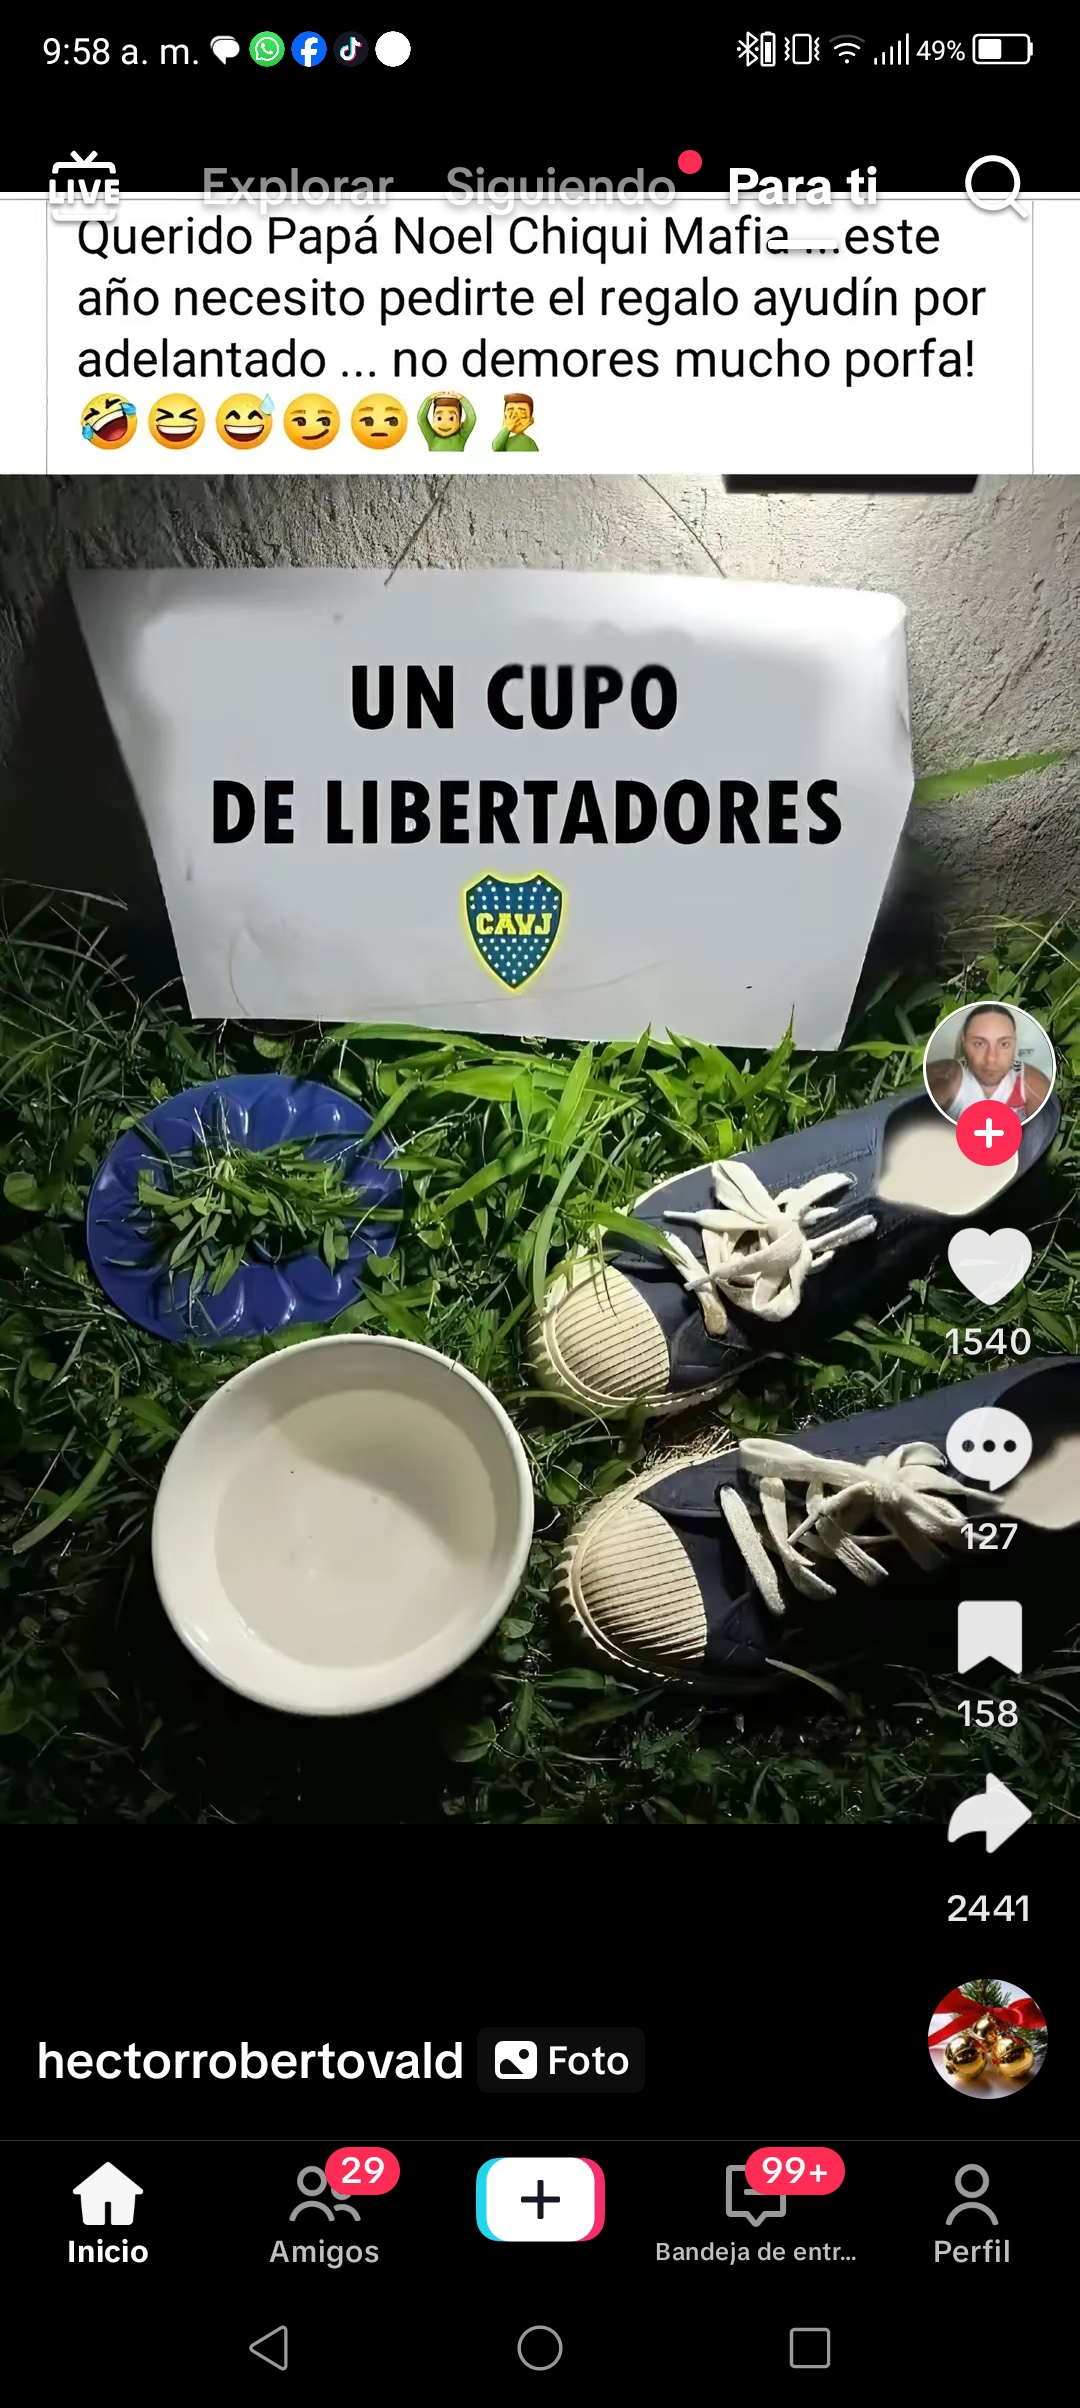 9:58 a. m.
49%
LIVE
Explorar
Siguiendo
Para ti
Querido Papá Noel Chiqui Mafia ...este
año necesito pedirte el regalo ayudín por
adelantado ... no demores mucho porfa!
🤣😆😅😏😒🙆‍♂️🤦‍♂️
UN CUPO
DE LIBERTADORES
CAVJ
1540
127
158
2441
hectorrobertovald
Foto
29
99+
Inicio
Amigos
Bandeja de entr...
Perfil